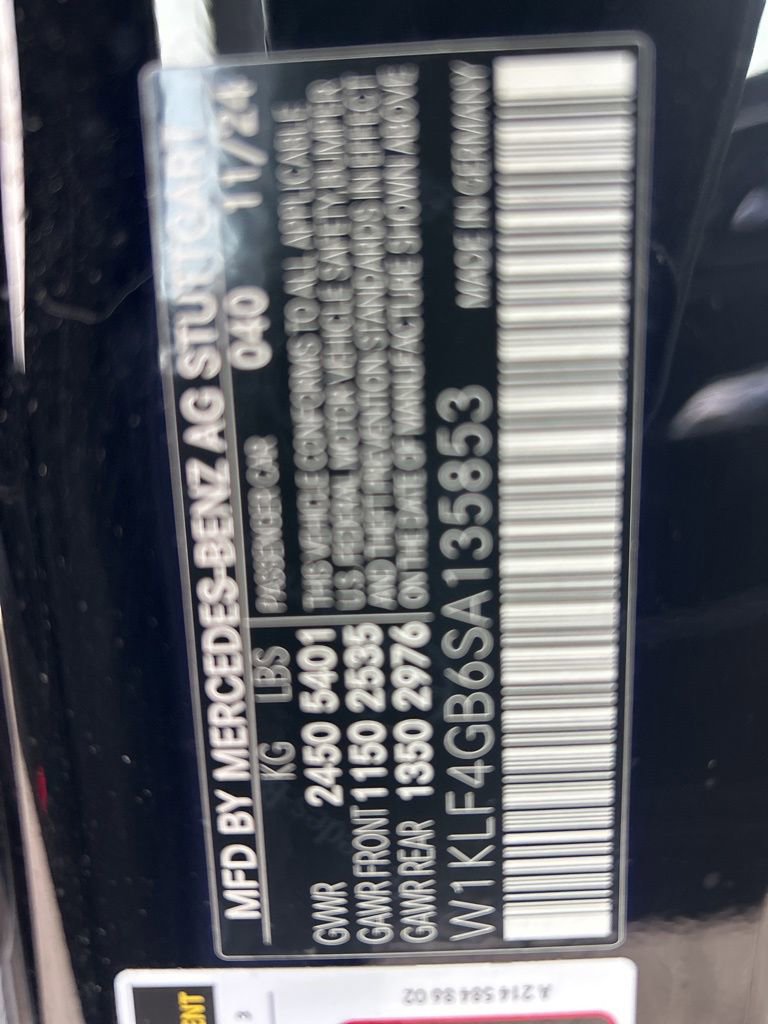 MFD BY MERCEDES-BENZ AG STUTTGART
KG LBS
040 11/24
GVWR 2450 5401
GAWR FRONT 1150 2535
GAWR REAR 1350 2976
PASSENGER CAR
THIS VEHICLE CONFORMS TO ALL APPLICABLE
U.S. FEDERAL MOTOR VEHICLE SAFETY, BUMPER
AND THEFT PREVENTION STANDARDS IN EFFECT
ON THE DATE OF MANUFACTURE SHOWN ABOVE
W1KLF4GB6SA135853
MADE IN GERMANY
A 214 584 86 02
ENT
3